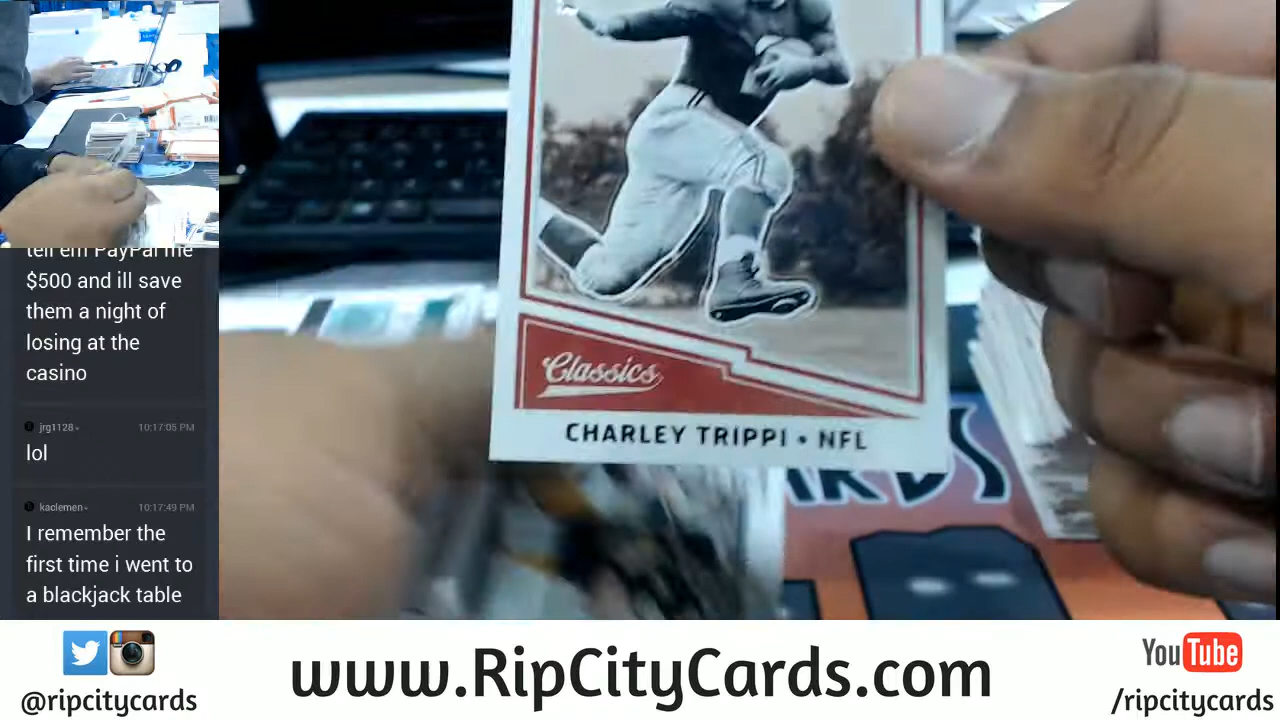 tell em PayPal me
$500 and ill save
them a night of
losing at the
casino
jrg1128
10:17:05 PM
lol
kaclemen
10:17:49 PM
I remember the
first time i went to
a blackjack table
Classics
CHARLEY TRIPPI • NFL
@ripcitycards
www.RipCityCards.com
YouTube
/ripcitycards